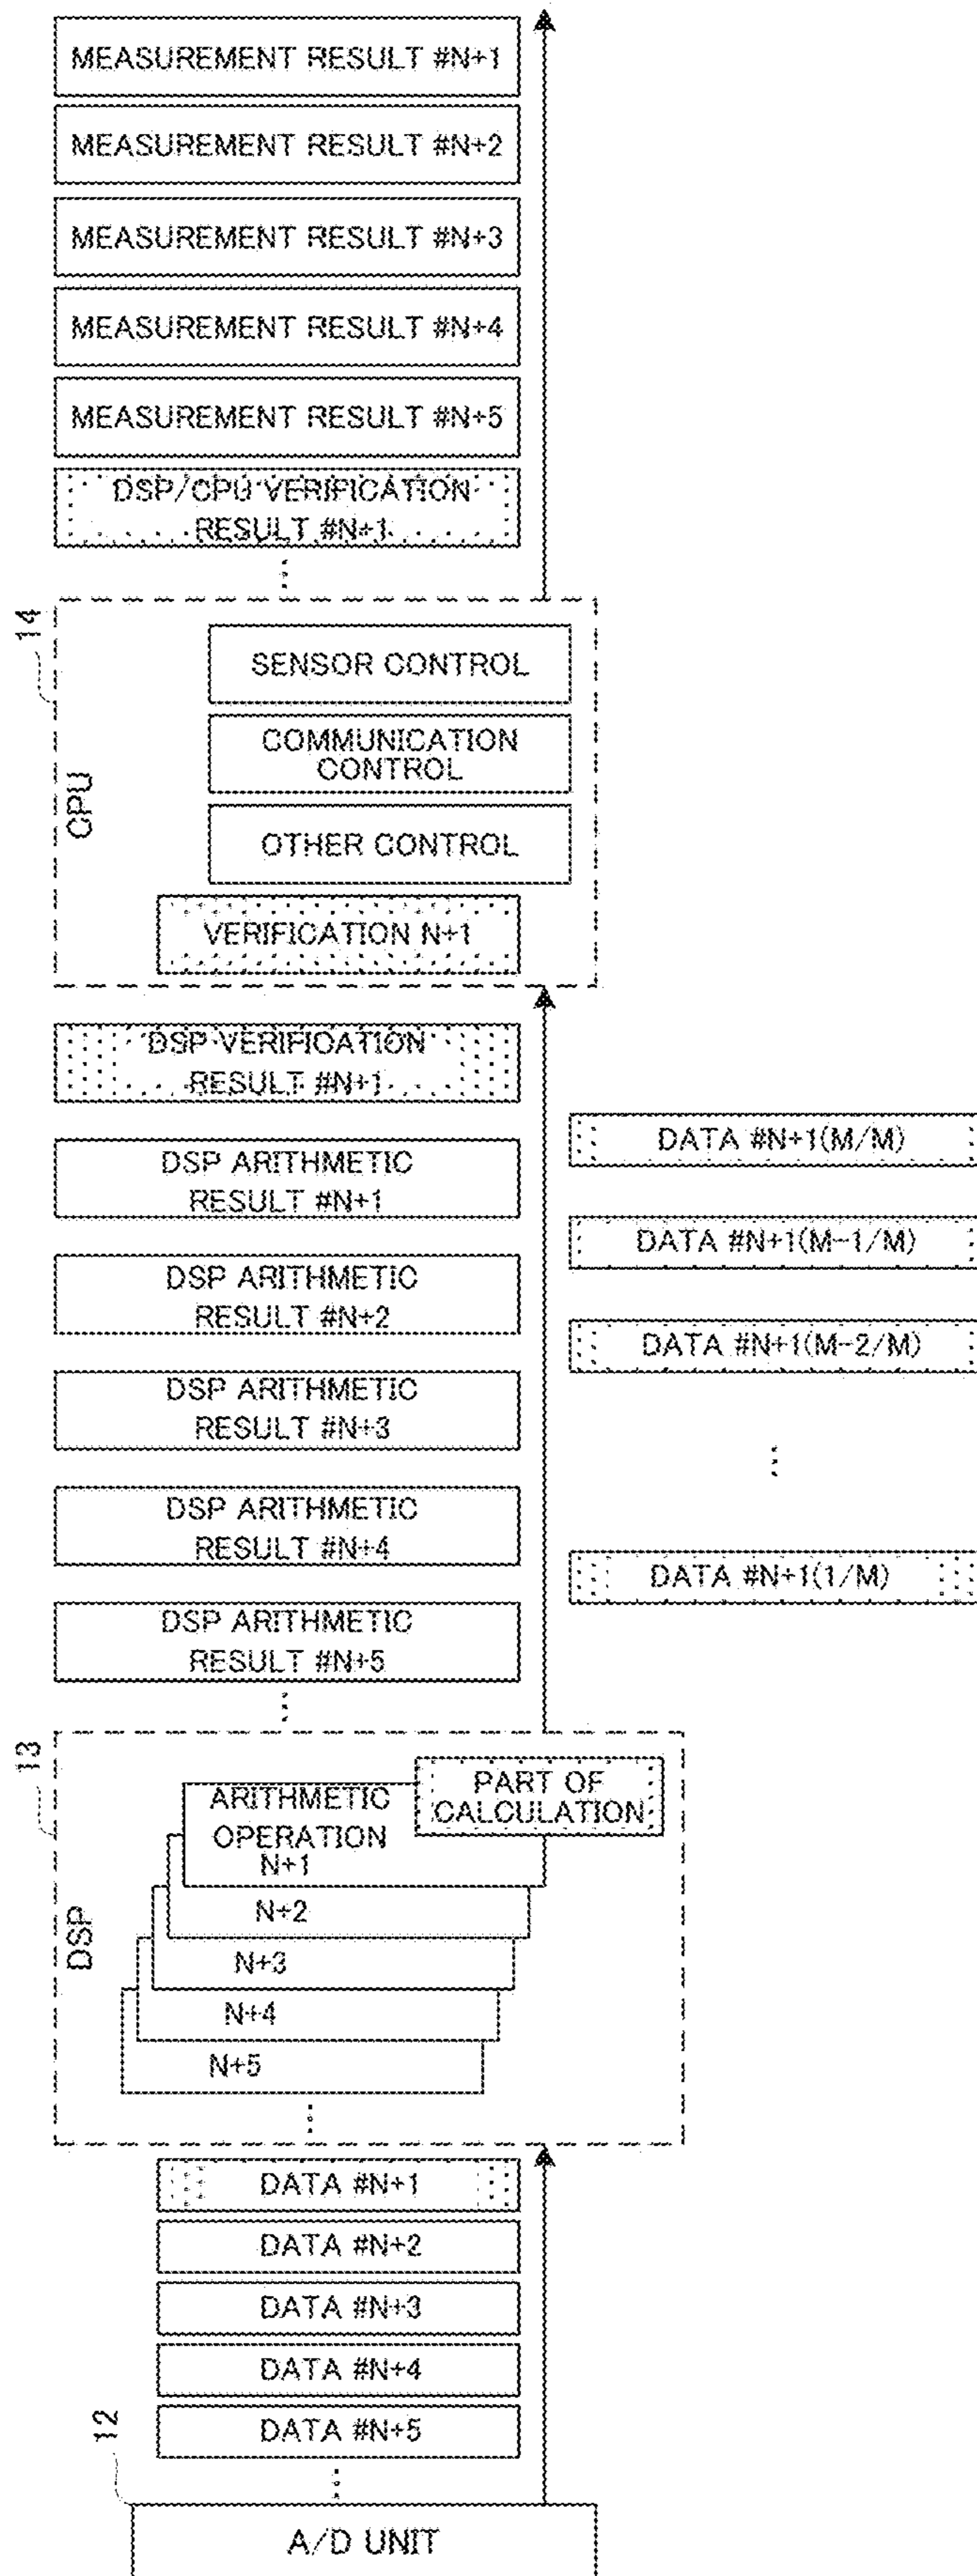 MEASUREMENT RESULT #N+1
MEASUREMENT RESULT #N+2
MEASUREMENT RESULT #N+3
MEASUREMENT RESULT #N+4
MEASUREMENT RESULT #N+5
DSP/CPU VERIFICATION
RESULT #N+1
⋮
14
CPU
SENSOR CONTROL
COMMUNICATION
CONTROL
OTHER CONTROL
VERIFICATION N+1
DSP VERIFICATION
RESULT #N+1
DSP ARITHMETIC
RESULT #N+1
DSP ARITHMETIC
RESULT #N+2
DSP ARITHMETIC
RESULT #N+3
DSP ARITHMETIC
RESULT #N+4
DSP ARITHMETIC
RESULT #N+5
⋮
DATA #N+1(M/M)
DATA #N+1(M-1/M)
DATA #N+1(M-2/M)
⋮
DATA #N+1(1/M)
13
DSP
ARITHMETIC
OPERATION
N+1
PART OF
CALCULATION
N+2
N+3
N+4
N+5
⋮
DATA #N+1
DATA #N+2
DATA #N+3
DATA #N+4
DATA #N+5
⋮
12
A/D UNIT